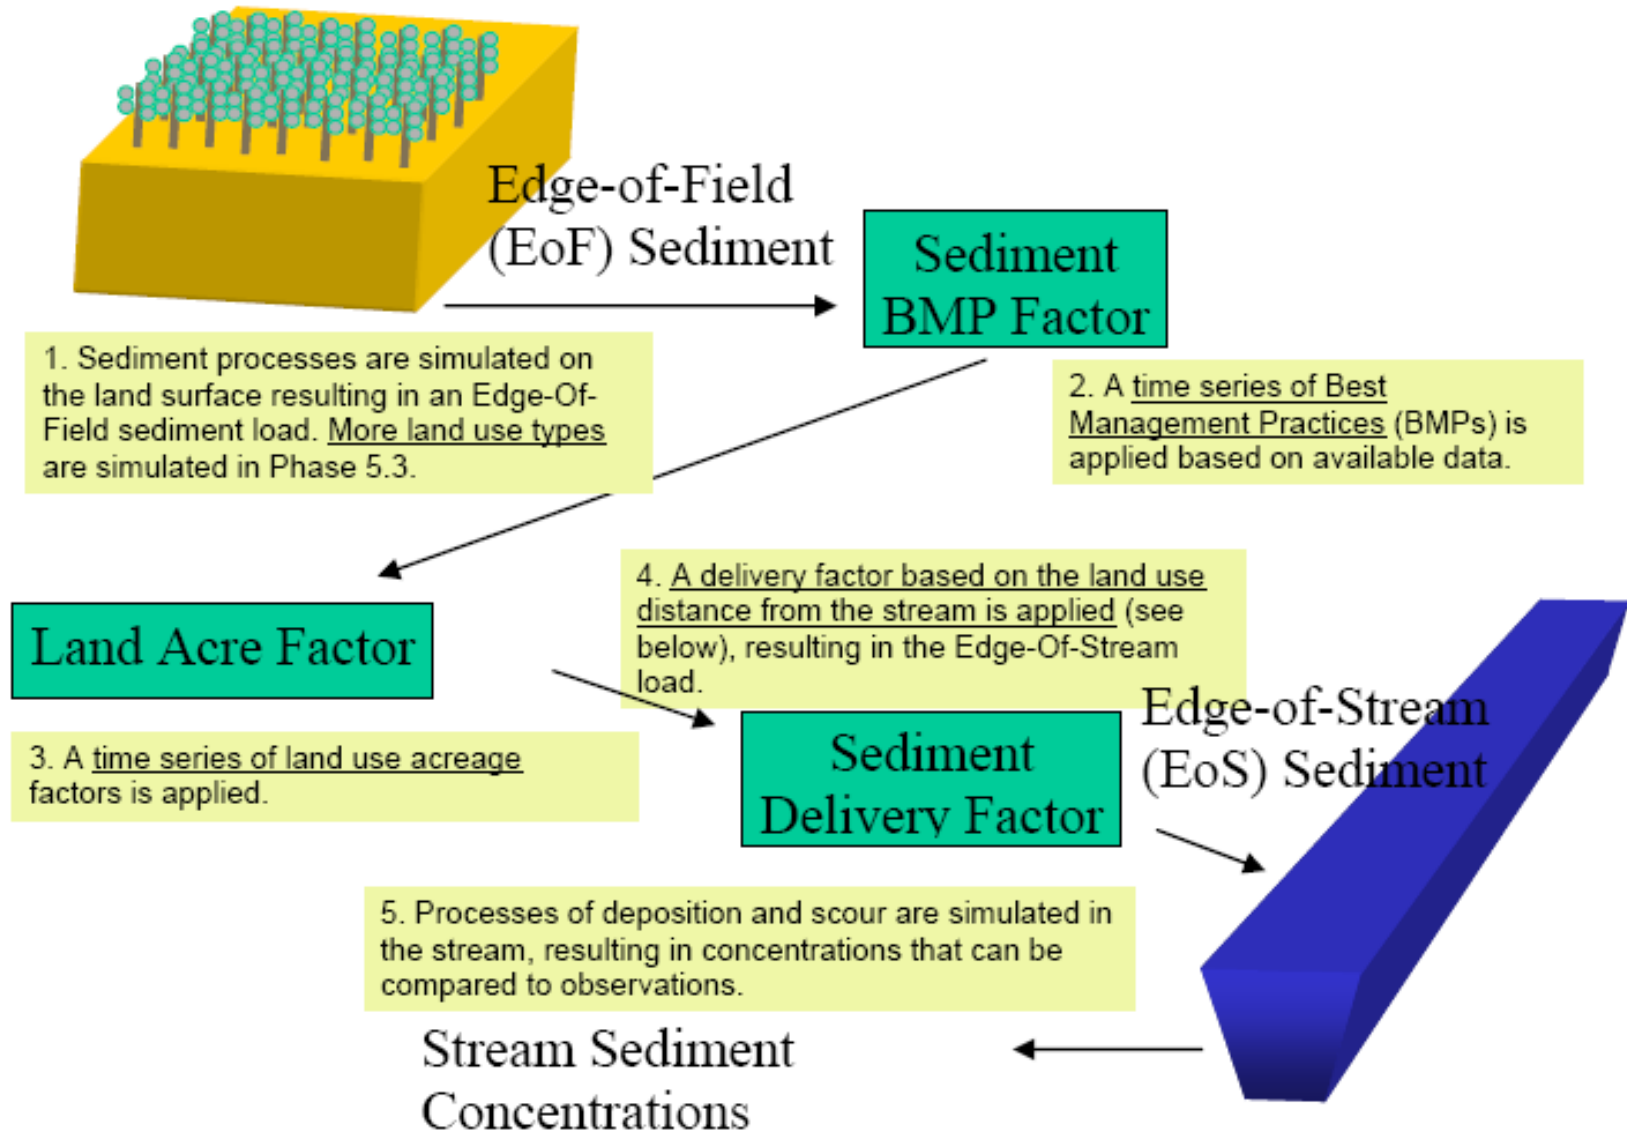 Edge-of-Field
(EoF) Sediment
Sediment
BMP Factor
1. Sediment processes are simulated on
the land surface resulting in an Edge-Of-
Field sediment load. More land use types
are simulated in Phase 5.3.
2. A time series of Best
Management Practices (BMPs) is
applied based on available data.
Land Acre Factor
3. A time series of land use acreage
factors is applied.
4. A delivery factor based on the land use
distance from the stream is applied (see
below), resulting in the Edge-Of-Stream
load.
Sediment
Delivery Factor
Edge-of-Stream
(EoS) Sediment
5. Processes of deposition and scour are simulated in
the stream, resulting in concentrations that can be
compared to observations.
Stream Sediment
Concentrations